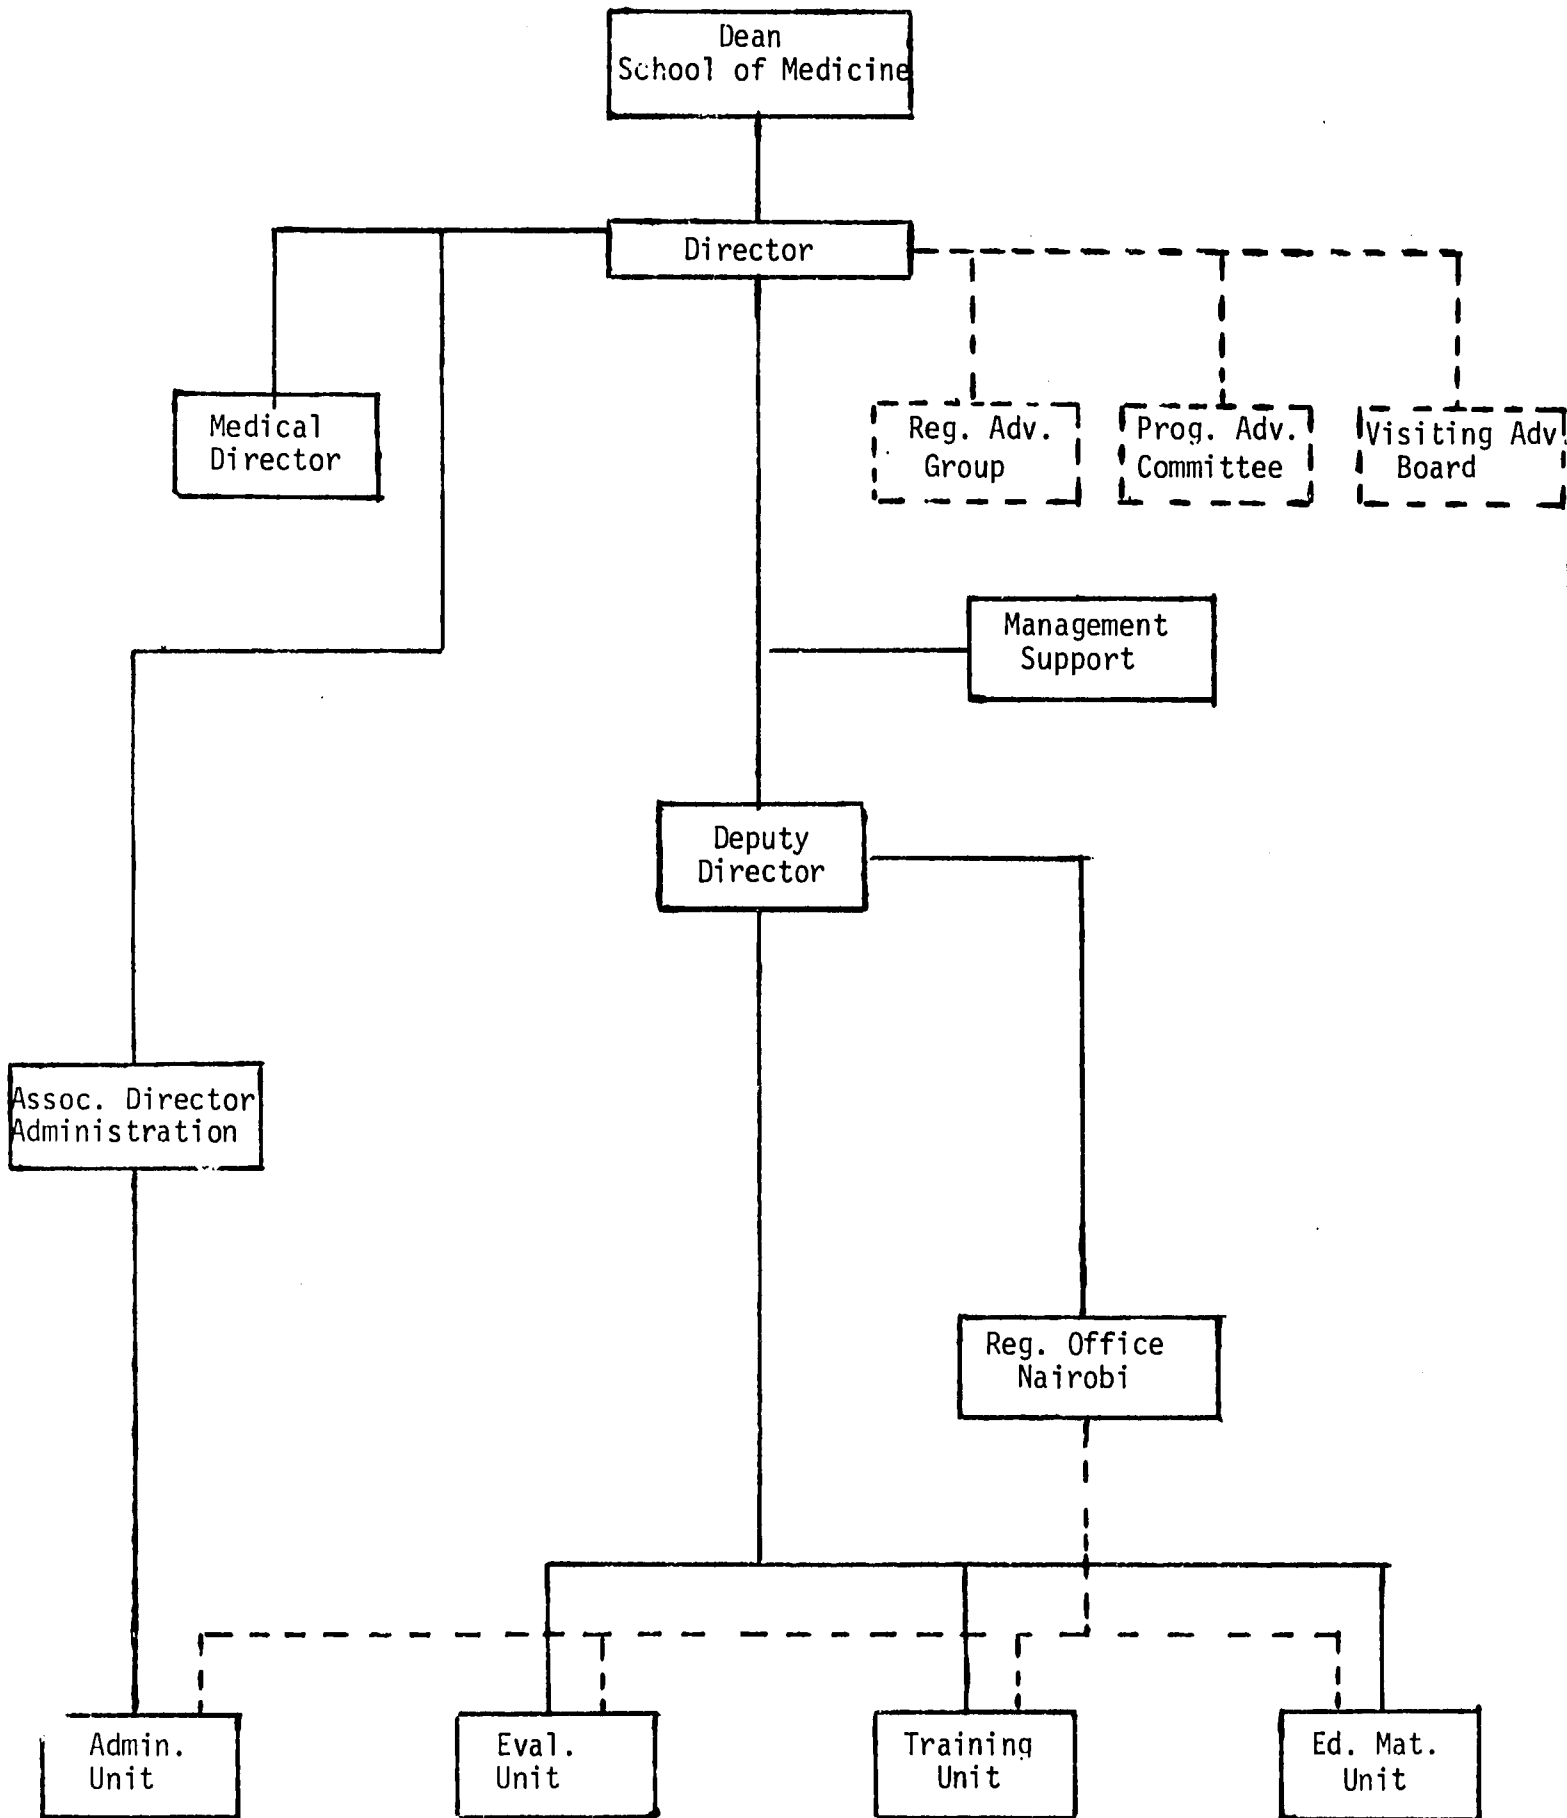 Dean
School of Medicine
Director
Medical
Director
Reg. Adv.
Group
Prog. Adv.
Committee
Visiting Adv.
Board
Management
Support
Deputy
Director
Assoc. Director
Administration
Reg. Office
Nairobi
Admin.
Unit
Eval.
Unit
Training
Unit
Ed. Mat.
Unit